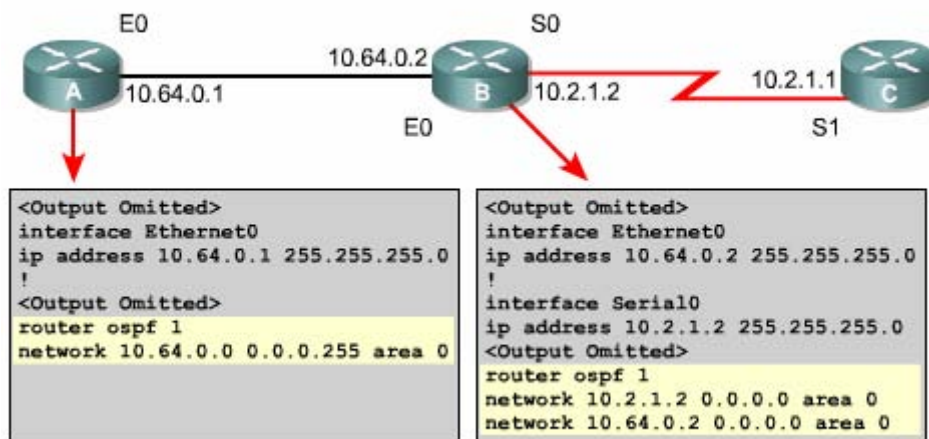 E0
S0
10.64.0.2
10.2.1.1
A
10.64.0.1
B
10.2.1.2
C
E0
S1
<Output Omitted>
interface Ethernet0
ip address 10.64.0.1 255.255.255.0
!
<Output Omitted>
router ospf 1
network 10.64.0.0 0.0.0.255 area 0
<Output Omitted>
interface Ethernet0
ip address 10.64.0.2 255.255.255.0
!
interface Serial0
ip address 10.2.1.2 255.255.255.0
<Output Omitted>
router ospf 1
network 10.2.1.2 0.0.0.0 area 0
network 10.64.0.2 0.0.0.0 area 0